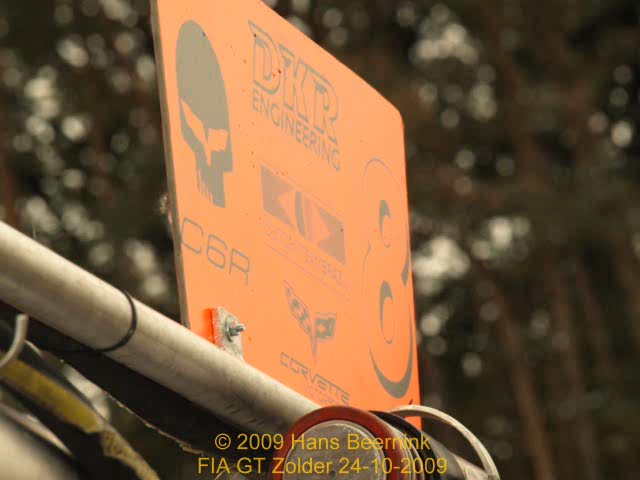 DKR
ENGINEERING
C6R
8
CORVETTE
© 2009 Hans Beernink
FIA GT Zolder 24-10-2009